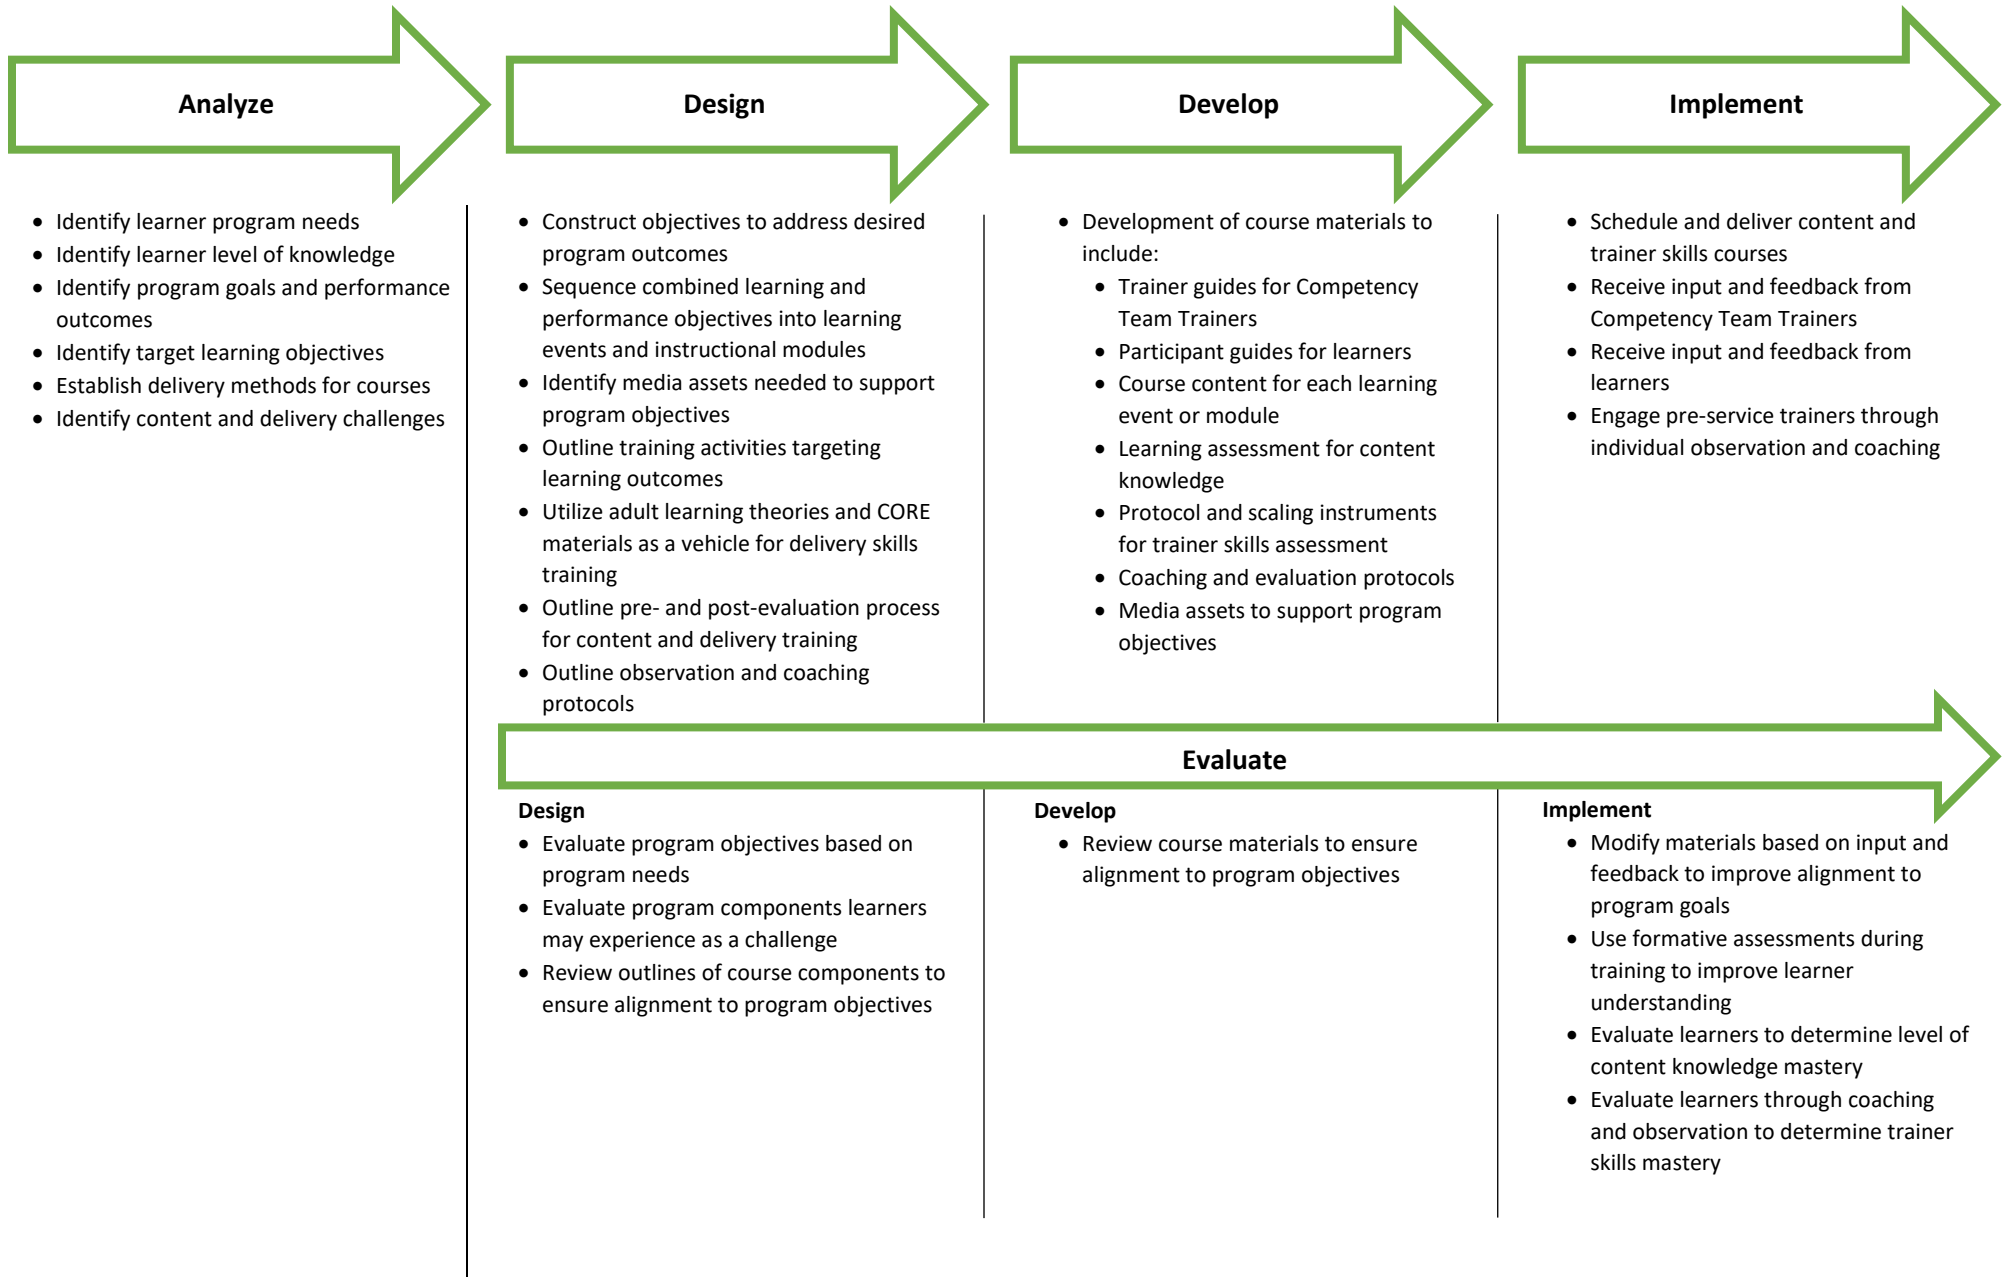 Analyze
Design
Develop
Implement
• Identify learner program needs
• Identify learner level of knowledge
• Identify program goals and performance
outcomes
• Identify target learning objectives
• Establish delivery methods for courses
• Identify content and delivery challenges
• Construct objectives to address desired
program outcomes
• Sequence combined learning and
performance objectives into learning
events and instructional modules
• Identify media assets needed to support
program objectives
• Outline training activities targeting
learning outcomes
• Utilize adult learning theories and CORE
materials as a vehicle for delivery skills
training
• Outline pre- and post-evaluation process
for content and delivery training
• Outline observation and coaching
protocols
• Development of course materials to
include:
• Trainer guides for Competency
Team Trainers
• Participant guides for learners
• Course content for each learning
event or module
• Learning assessment for content
knowledge
• Protocol and scaling instruments
for trainer skills assessment
• Coaching and evaluation protocols
• Media assets to support program
objectives
• Schedule and deliver content and
trainer skills courses
• Receive input and feedback from
Competency Team Trainers
• Receive input and feedback from
learners
• Engage pre-service trainers through
individual observation and coaching
Evaluate
Design
• Evaluate program objectives based on
program needs
• Evaluate program components learners
may experience as a challenge
• Review outlines of course components to
ensure alignment to program objectives
Develop
• Review course materials to ensure
alignment to program objectives
Implement
• Modify materials based on input and
feedback to improve alignment to
program goals
• Use formative assessments during
training to improve learner
understanding
• Evaluate learners to determine level of
content knowledge mastery
• Evaluate learners through coaching
and observation to determine trainer
skills mastery